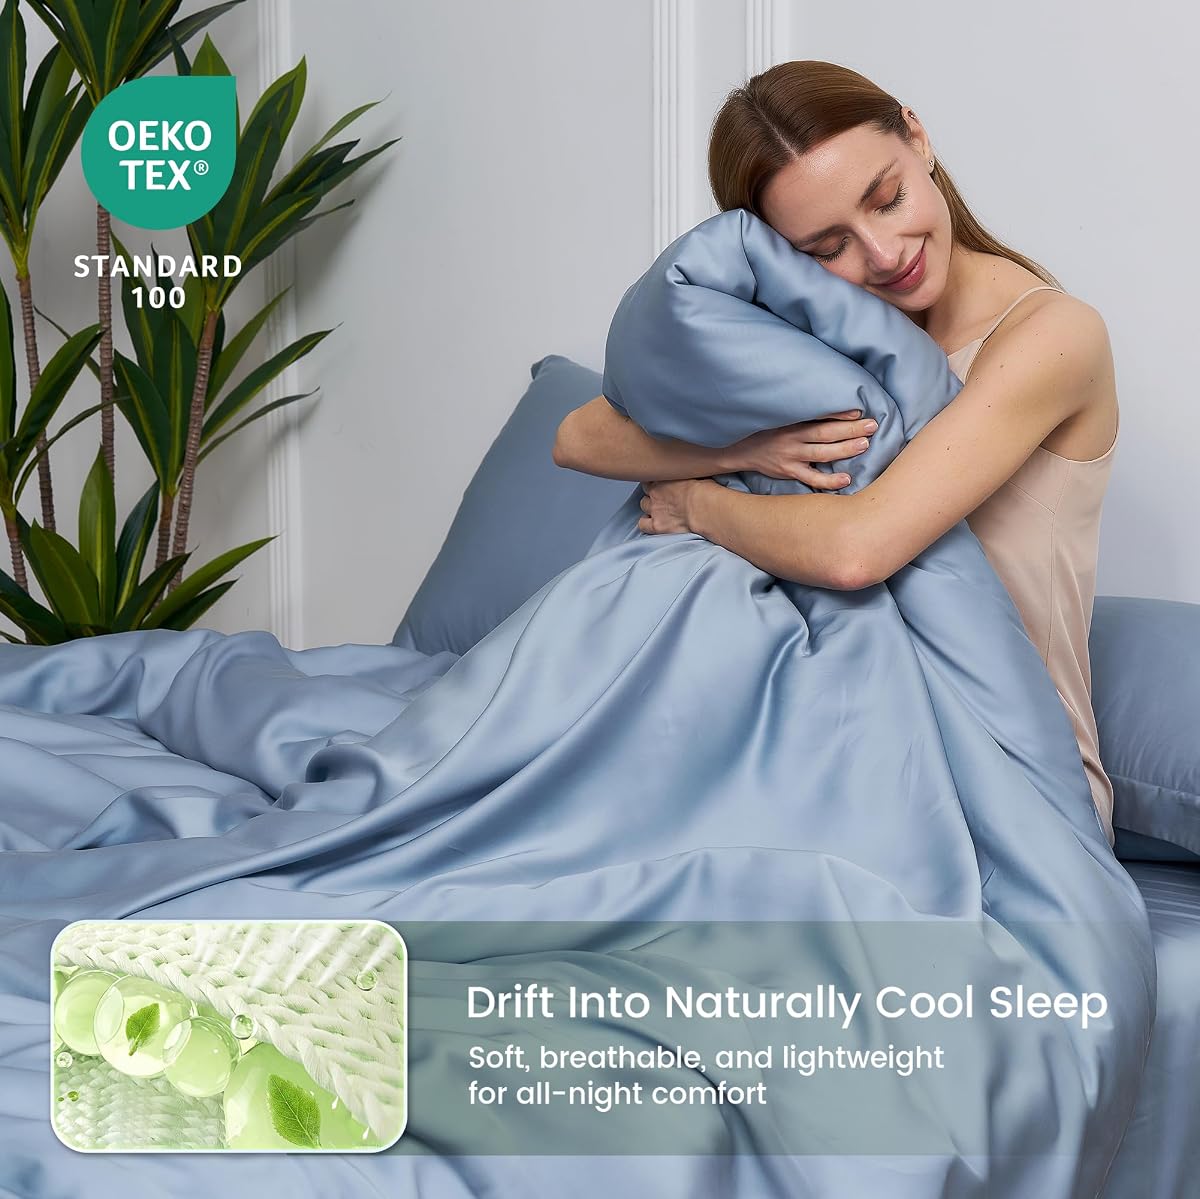 OEKO
TEX®
STANDARD
100
Drift Into Naturally Cool Sleep
Soft, breathable, and lightweight
for all-night comfort